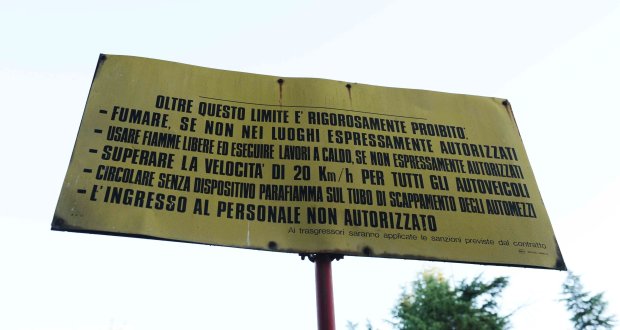 OLTRE QUESTO LIMITE E' RIGOROSAMENTE PROIBITO:
- FUMARE, SE NON NEI LUOGHI ESPRESSAMENTE AUTORIZZATI
- USARE FIAMME LIBERE ED ESEGUIRE LAVORI A CALDO, SE NON ESPRESSAMENTE AUTORIZZATI
- SUPERARE LA VELOCITA' DI 20 Km/h PER TUTTI GLI AUTOVEICOLI
- CIRCOLARE SENZA DISPOSITIVO PARAFIAMMA SUL TUBO DI SCAPPAMENTO DEGLI AUTOMEZZI
- L'INGRESSO AL PERSONALE NON AUTORIZZATO
Ai trasgressori saranno applicate le sanzioni previste dal contratto